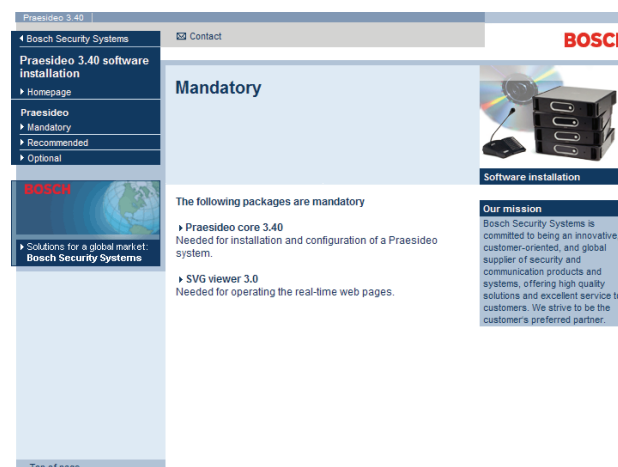 Praesideo 3.40
Bosch Security Systems
Contact
Praesideo 3.40 software
installation
Homepage
Praesideo
Mandatory
Recommended
Optional
BOSCH
Solutions for a global market:
Bosch Security Systems
Mandatory
The following packages are mandatory
Praesideo core 3.40
Needed for installation and configuration of a Praesideo
system.
SVG viewer 3.0
Needed for operating the real-time web pages.
Software installation
Our mission
Bosch Security Systems is
committed to being an innovative
customer-oriented, and global
supplier of security and
communication products and
systems, offering high quality
solutions and excellent service
customers. We strive to be the
customer's preferred partner.